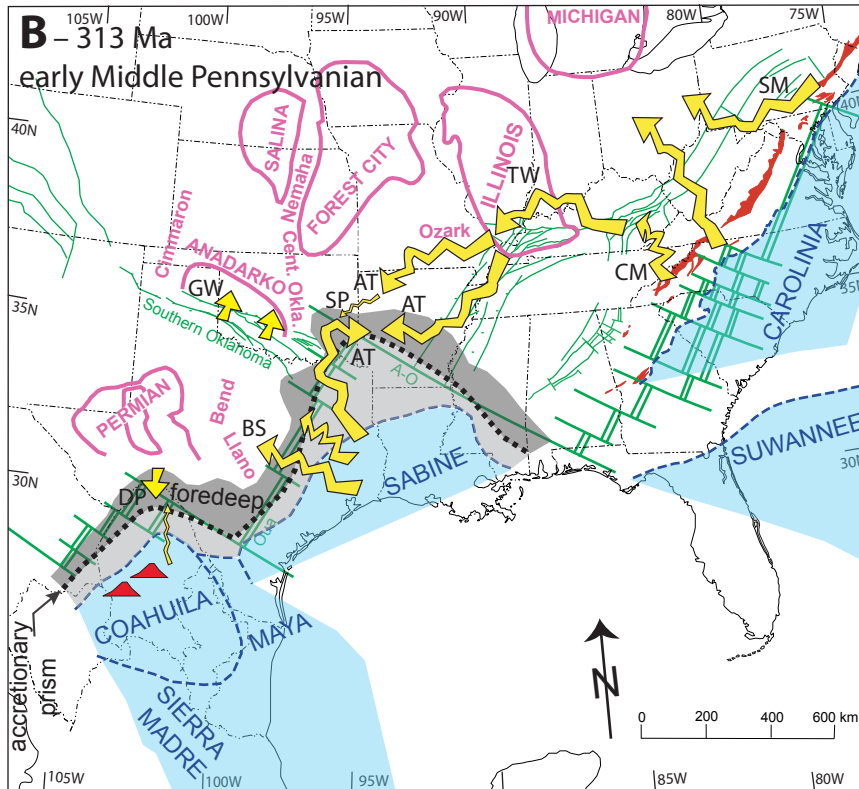 105W
100W
95W
90W
85W
80W
75W
B – 313 Ma
early Middle Pennsylvanian
MICHIGAN
SM
40N
40N
SALINA
Nemaha
FOREST CITY
ILLINOIS
TW
Ozark
Cimmaron
ANADARKO
Cent. Okla.
GW
AT
CM
35N
35N
SP
AT
Southern Oklahoma
AT
CAROLINIA
A-O
PERMIAN
Bend
Llano
BS
SUWANNEE
30N
30N
SABINE
DP
foredeep
Oua
COAHUILA
MAYA
accretionary
prism
SIERRA
MADRE
N
0 200 400 600 km
105W
100W
95W
85W
80W